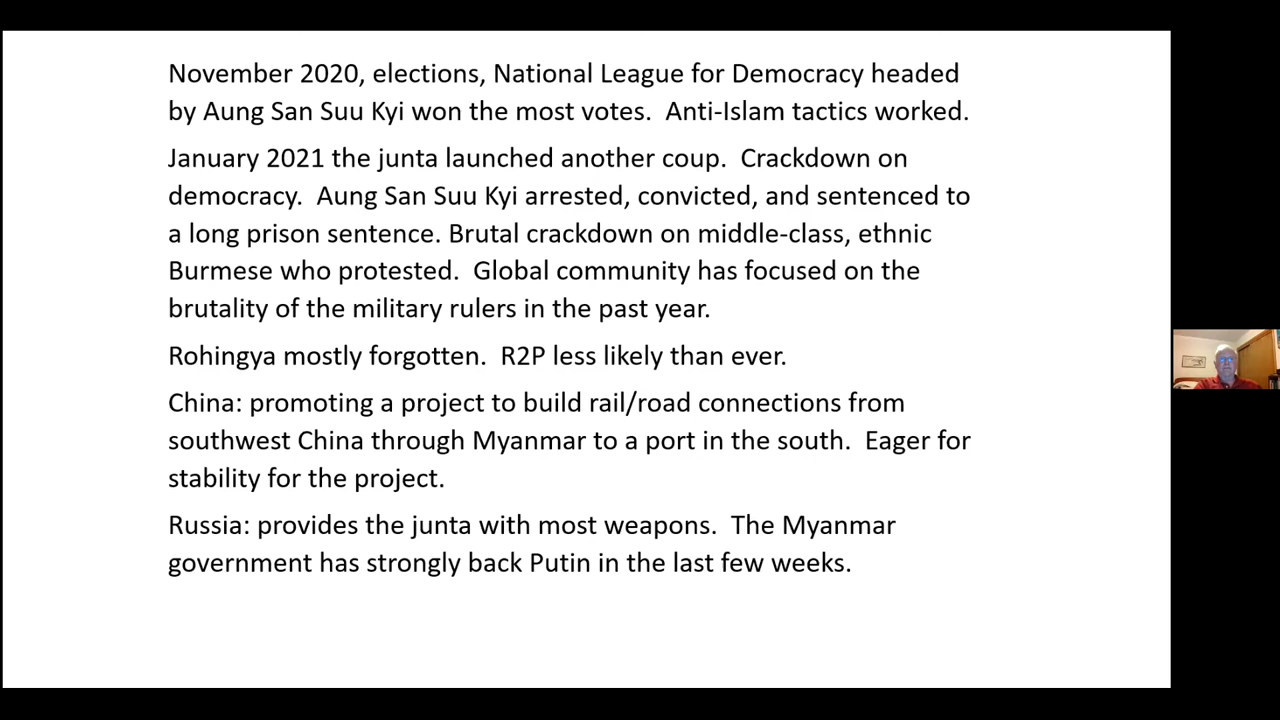 November 2020, elections, National League for Democracy headed
by Aung San Suu Kyi won the most votes.  Anti-Islam tactics worked.
January 2021 the junta launched another coup.  Crackdown on
democracy.  Aung San Suu Kyi arrested, convicted, and sentenced to
a long prison sentence. Brutal crackdown on middle-class, ethnic
Burmese who protested.  Global community has focused on the
brutality of the military rulers in the past year.
Rohingya mostly forgotten.  R2P less likely than ever.
China: promoting a project to build rail/road connections from
southwest China through Myanmar to a port in the south.  Eager for
stability for the project.
Russia: provides the junta with most weapons.  The Myanmar
government has strongly back Putin in the last few weeks.